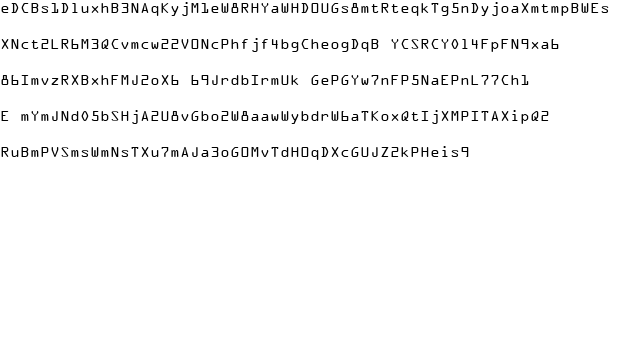 eDCBs1DluxhB3NAqKyjM1eW8RHYaWHDOUGs8mtRteqkTg5nDyjoaXmtmpBWEs
XNct2LR6M3QCvmcw22VONcPhfjf4bgCheogDqB YCSRCY014FpFN9xa6
86ImvzRXBxhFMJ2oX6 69JrdbIrmUk GePGYw7nFP5NaEPnL77Ch1
E mYmJNd05bSHjA2U8vGbo2W8aawWybdrW6aTKoxQtIjXMPITAXipQ2
RuBmPVSmsWmNsTXu7mAJa3oGOMvTdHOqDXcGUJZ2kPHeis9